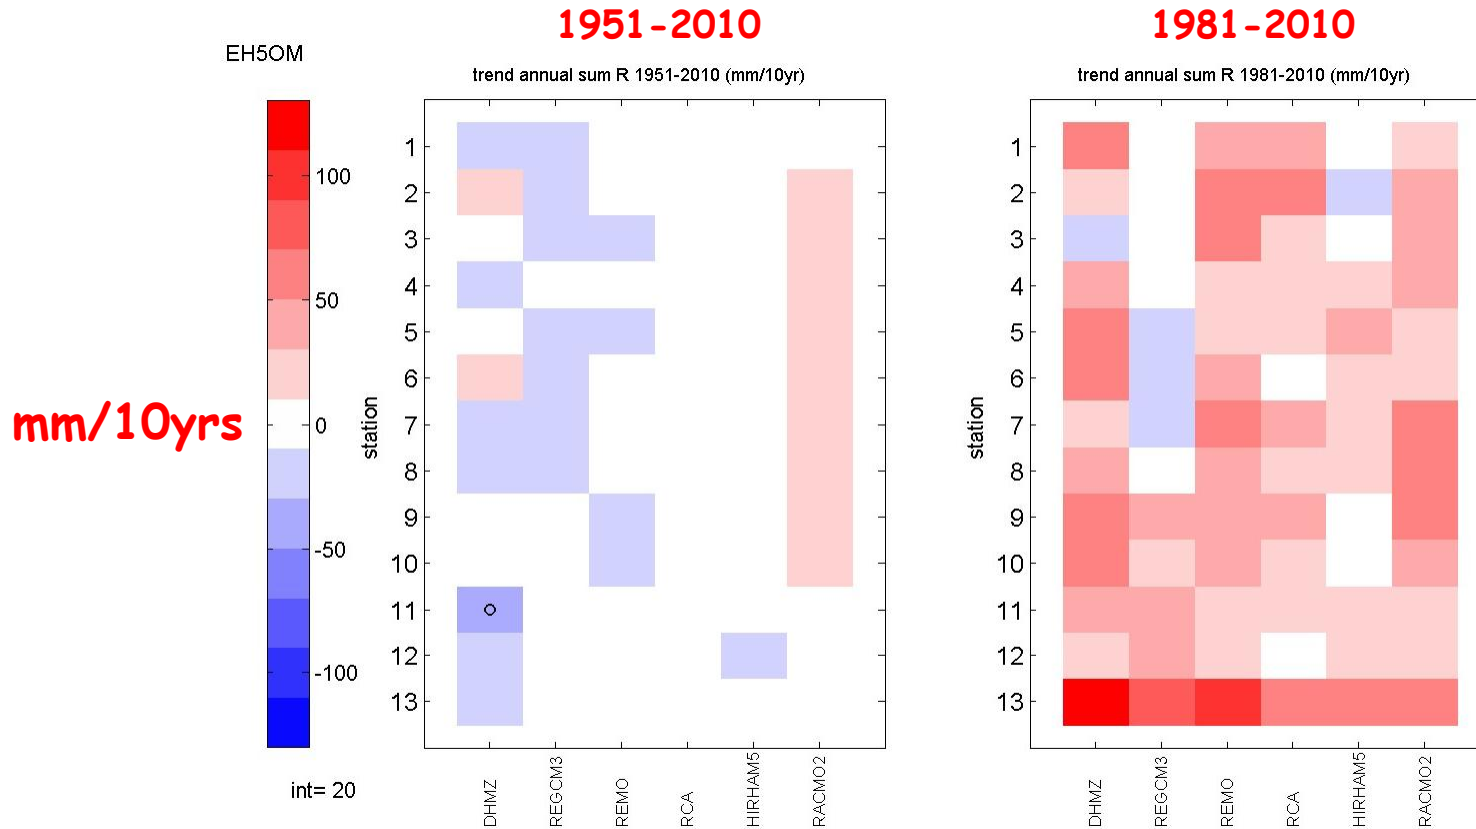 1951-2010
1981-2010
EH5OM
trend annual sum R 1951-2010 (mm/10yr)
trend annual sum R 1981-2010 (mm/10yr)
mm/10yrs
100
50
0
-50
-100
int= 20
station
1
2
3
4
5
6
7
8
9
10
11
12
13
DHMZ
REGCM3
REMO
RCA
HIRHAM5
RACMO2
station
1
2
3
4
5
6
7
8
9
10
11
12
13
DHMZ
REGCM3
REMO
RCA
HIRHAM5
RACMO2